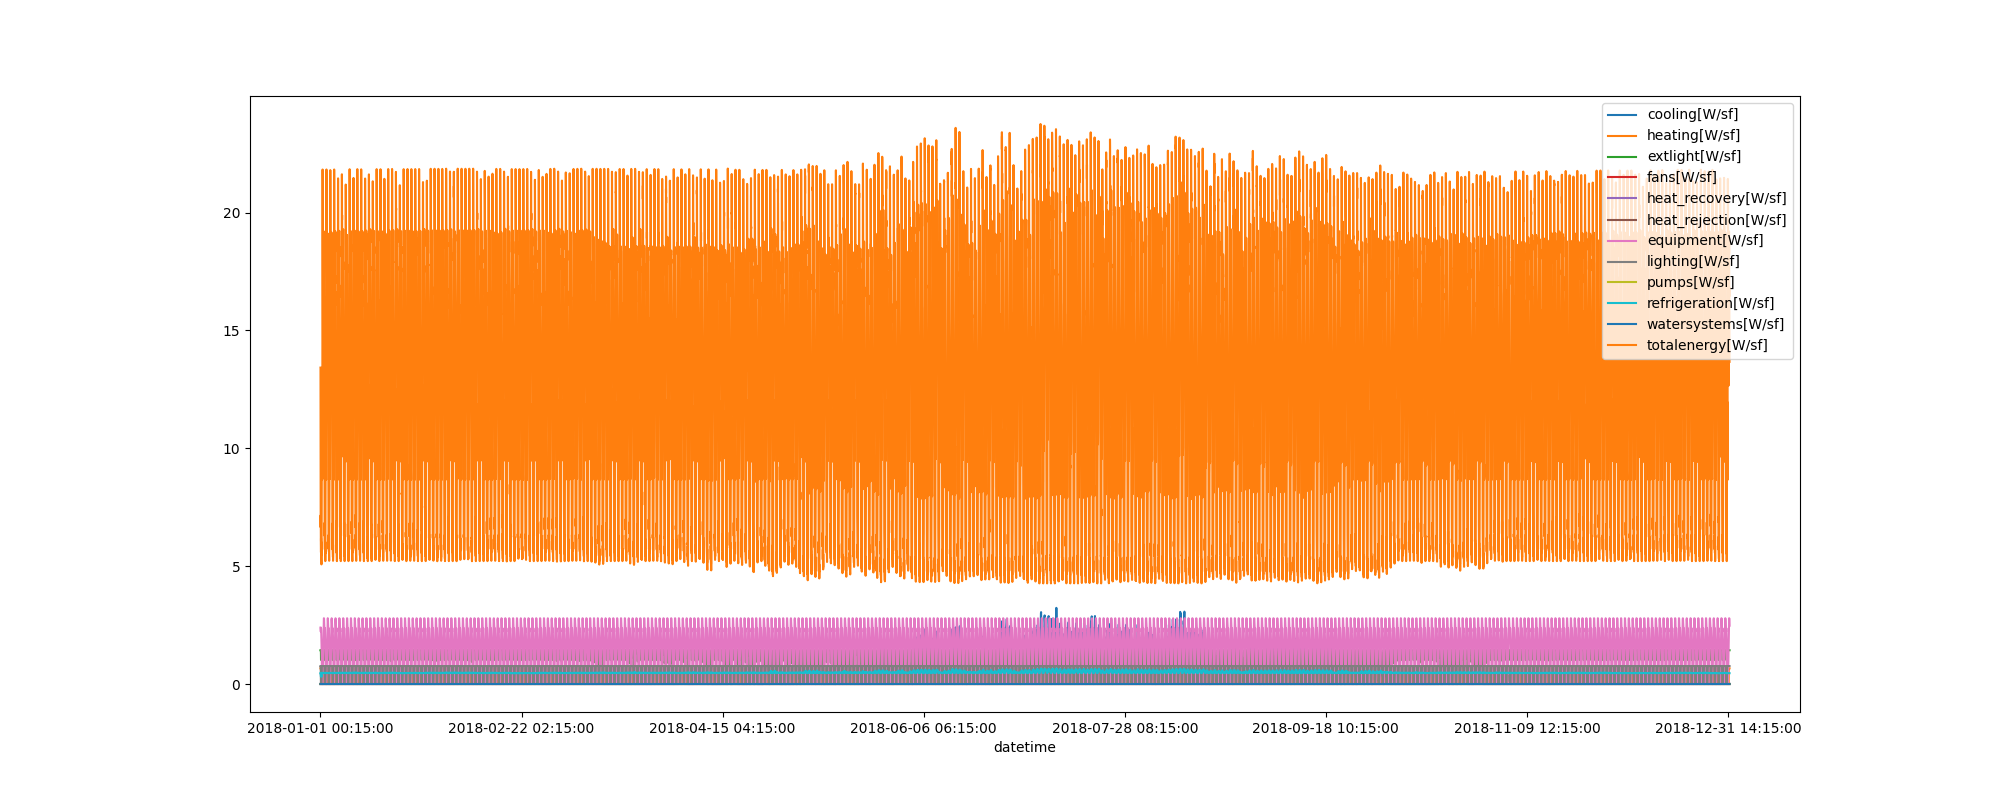 cooling[W/sf]
heating[W/sf]
extlight[W/sf]
fans[W/sf]
heat_recovery[W/sf]
heat_rejection[W/sf]
equipment[W/sf]
lighting[W/sf]
pumps[W/sf]
refrigeration[W/sf]
watersystems[W/sf]
totalenergy[W/sf]
20
15
10
5
0
2018-01-01 00:15:00 2018-02-22 02:15:00 2018-04-15 04:15:00 2018-06-06 06:15:00 2018-07-28 08:15:00 2018-09-18 10:15:00 2018-11-09 12:15:00 2018-12-31 14:15:00
datetime